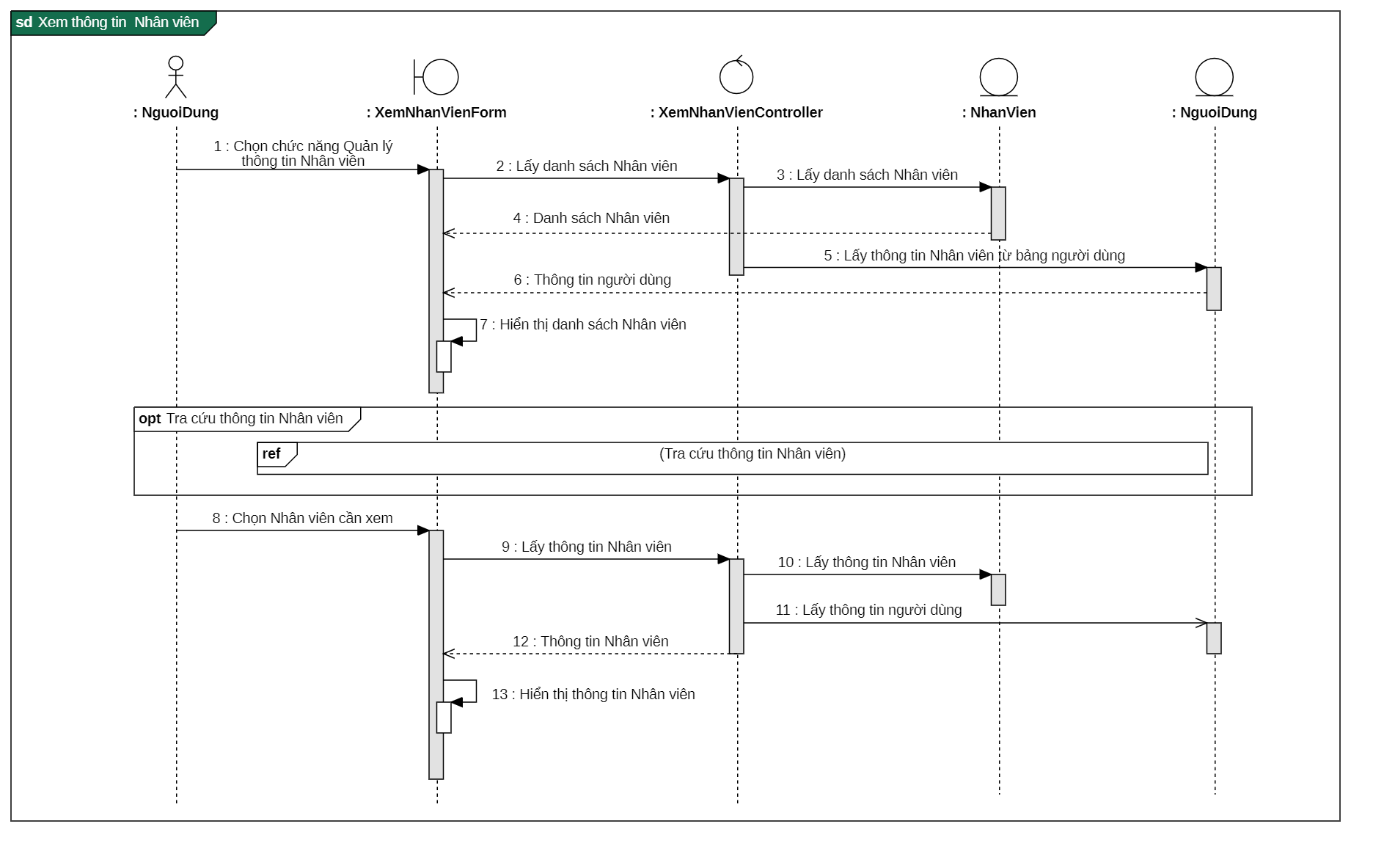 sd Xem thông tin  Nhân viên
: NguoiDung
: XemNhanVienForm
: XemNhanVienController
: NhanVien
: NguoiDung
1 : Chọn chức năng Quản lý
thông tin Nhân viên
2 : Lấy danh sách Nhân viên
3 : Lấy danh sách Nhân viên
4 : Danh sách Nhân viên
5 : Lấy thông tin Nhân viên từ bảng người dùng
6 : Thông tin người dùng
7 : Hiển thị danh sách Nhân viên
opt Tra cứu thông tin Nhân viên
ref
(Tra cứu thông tin Nhân viên)
8 : Chọn Nhân viên cần xem
9 : Lấy thông tin Nhân viên
10 : Lấy thông tin Nhân viên
11 : Lấy thông tin người dùng
12 : Thông tin Nhân viên
13 : Hiển thị thông tin Nhân viên